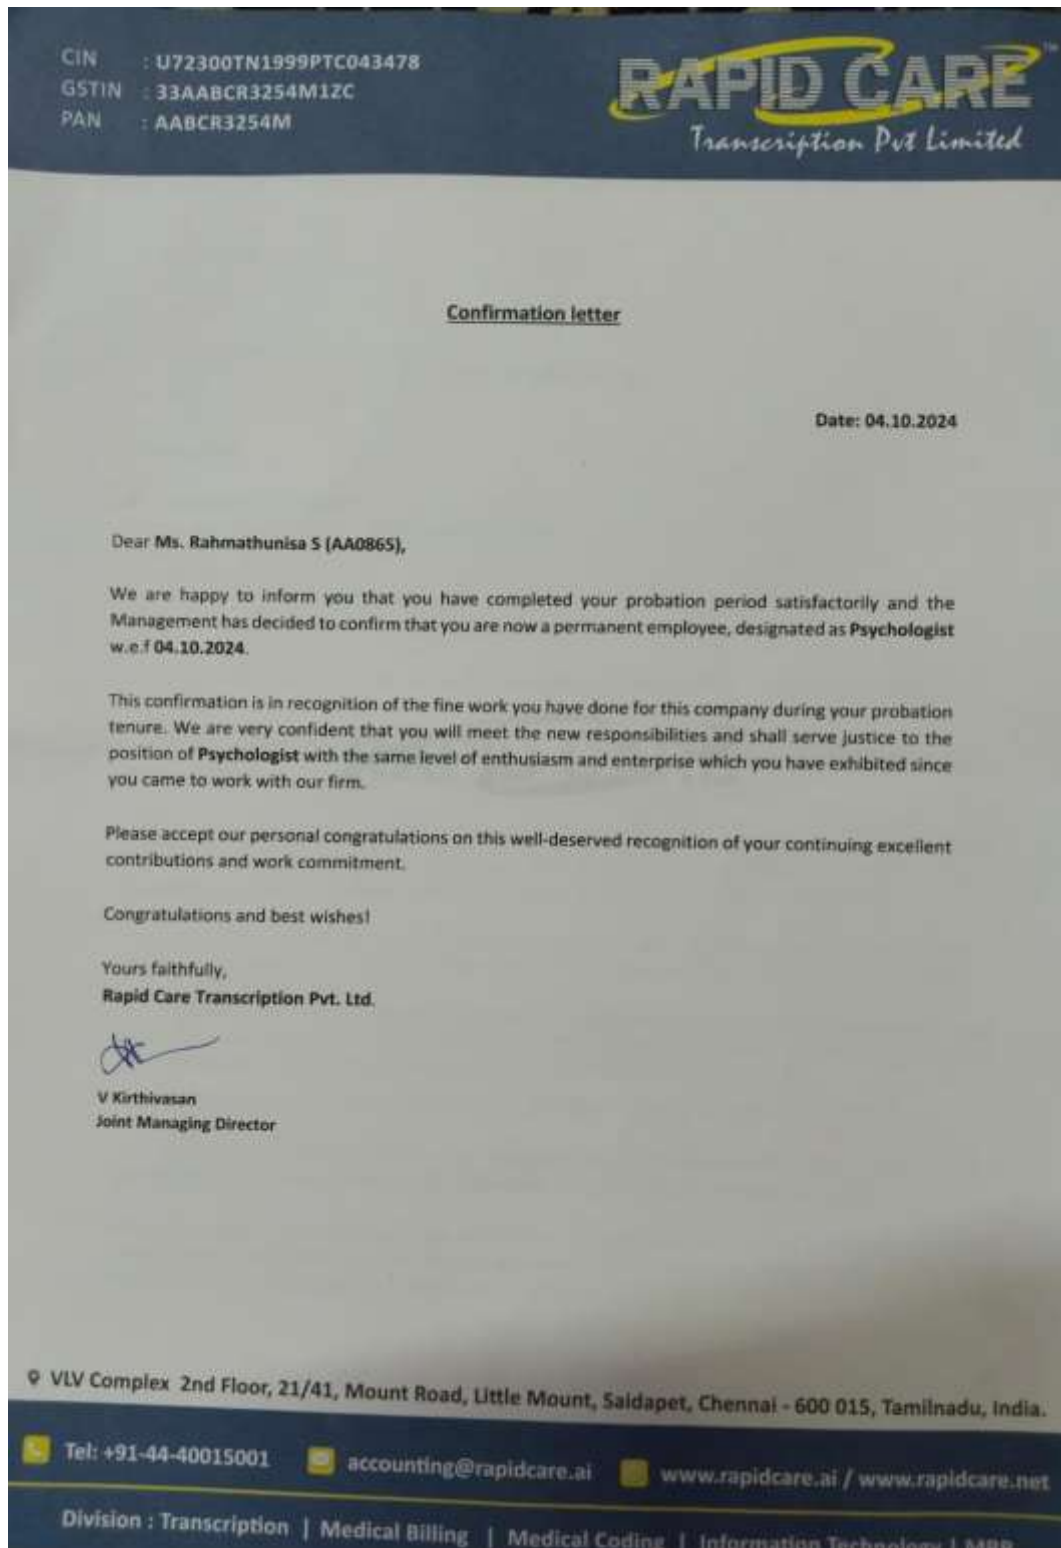 CIN : U72300TN1999PTC043478
GSTIN : 33AABCR3254M1ZC
PAN : AABCR3254M
RAPID CARE™
Transcription Pvt Limited
Confirmation letter
Date: 04.10.2024
Dear Ms. Rahmathunisa S (AA0865),
We are happy to inform you that you have completed your probation period satisfactorily and the
Management has decided to confirm that you are now a permanent employee, designated as Psychologist
w.e.f 04.10.2024.
This confirmation is in recognition of the fine work you have done for this company during your probation
tenure. We are very confident that you will meet the new responsibilities and shall serve justice to the
position of Psychologist with the same level of enthusiasm and enterprise which you have exhibited since
you came to work with our firm.
Please accept our personal congratulations on this well-deserved recognition of your continuing excellent
contributions and work commitment.
Congratulations and best wishes!
Yours faithfully,
Rapid Care Transcription Pvt. Ltd.
V Kirthivasan
Joint Managing Director
VLV Complex 2nd Floor, 21/41, Mount Road, Little Mount, Saidapet, Chennai - 600 015, Tamilnadu, India.
Tel: +91-44-40015001 accounting@rapidcare.ai www.rapidcare.ai / www.rapidcare.net
Division : Transcription | Medical Billing | Medical Coding | Information Technology |